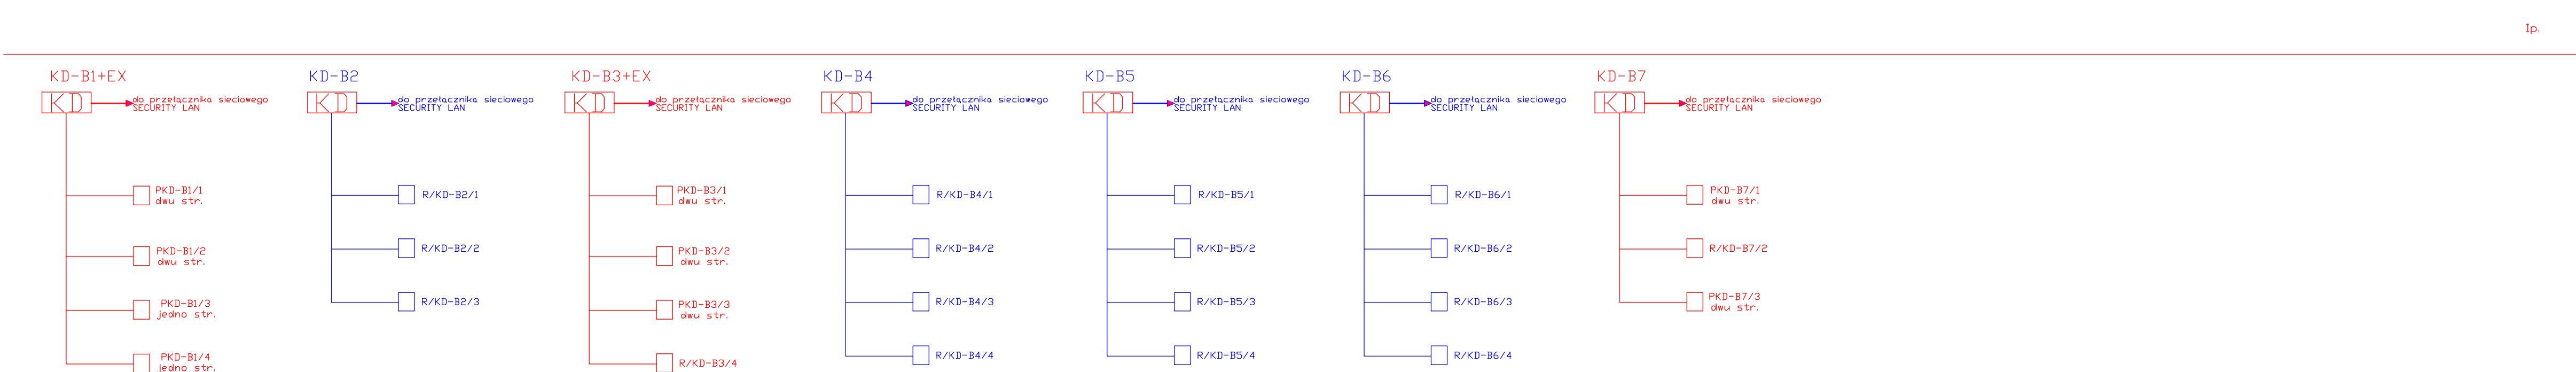 Ip.
KD-B1+EX
KD
do przełącznika sieciowego
SECURITY LAN
PKD-B1/1
dwu str.
PKD-B1/2
dwu str.
PKD-B1/3
jedno str.
PKD-B1/4
jedno str.
KD-B2
KD
do przełącznika sieciowego
SECURITY LAN
R/KD-B2/1
R/KD-B2/2
R/KD-B2/3
KD-B3+EX
KD
do przełącznika sieciowego
SECURITY LAN
PKD-B3/1
dwu str.
PKD-B3/2
dwu str.
PKD-B3/3
dwu str.
R/KD-B3/4
KD-B4
KD
do przełącznika sieciowego
SECURITY LAN
R/KD-B4/1
R/KD-B4/2
R/KD-B4/3
R/KD-B4/4
KD-B5
KD
do przełącznika sieciowego
SECURITY LAN
R/KD-B5/1
R/KD-B5/2
R/KD-B5/3
R/KD-B5/4
KD-B6
KD
do przełącznika sieciowego
SECURITY LAN
R/KD-B6/1
R/KD-B6/2
R/KD-B6/3
R/KD-B6/4
KD-B7
KD
do przełącznika sieciowego
SECURITY LAN
PKD-B7/1
dwu str.
R/KD-B7/2
PKD-B7/3
dwu str.